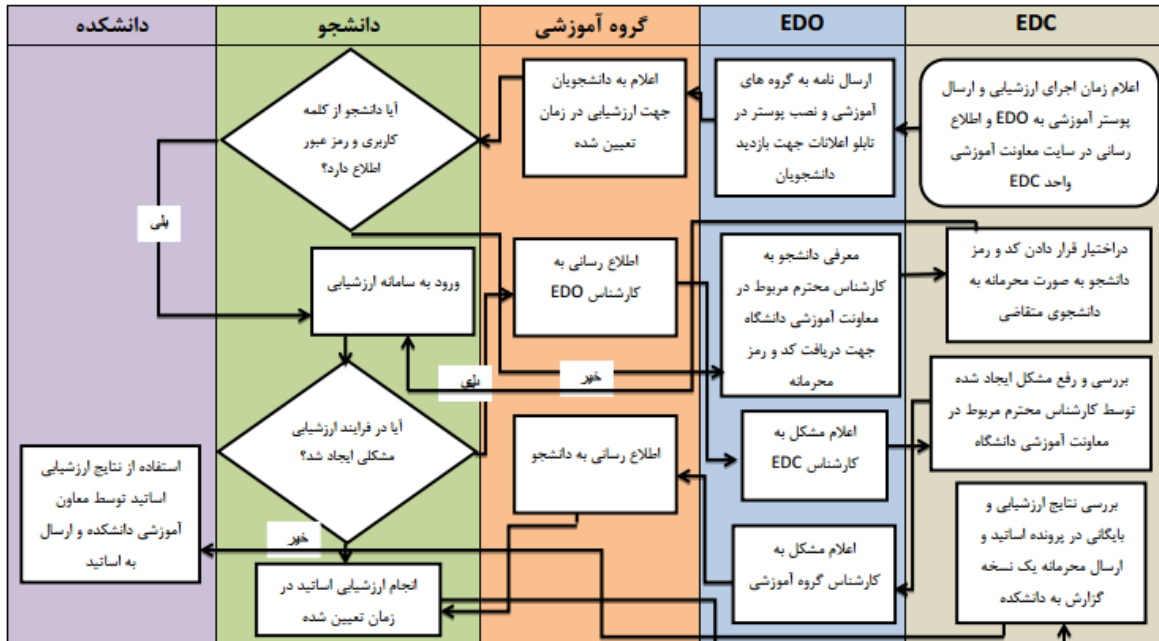 EDC
EDO
گروه آموزشی
دانشجو
دانشکده
اعلام زمان اجرای ارزشیابی و ارسال
پوستر آموزشی به EDO و اطلاع
رسانی در سایت معاونت آموزشی
واحد EDC
ارسال نامه به گروه های
آموزشی و نصب پوستر در
تابلو اعلانات جهت بازدید
دانشجویان
اعلام به دانشجویان
جهت ارزشیابی در زمان
تعیین شده
آیا دانشجو از کلمه
کاربری و رمز عبور
اطلاع دارد؟
بلی
دراختیار قرار دادن کد و رمز
دانشجو به صورت محرمانه به
دانشجوی متقاضی
معرفی دانشجو به
کارشناس محترم مربوط در
معاونت آموزشی دانشگاه
جهت دریافت کد و رمز
محرمانه
اطلاع رسانی به
کارشناس EDO
ورود به سامانه ارزشیابی
خیر
بلی
بررسی و رفع مشکل ایجاد شده
توسط کارشناس محترم مربوط در
معاونت آموزشی دانشگاه
اعلام مشکل به
کارشناس EDC
اطلاع رسانی به دانشجو
آیا در فرایند ارزشیابی
مشکلی ایجاد شد؟
استفاده از نتایج ارزشیابی
اساتید توسط معاون
آموزشی دانشکده و ارسال
به اساتید
بررسی نتایج ارزشیابی و
بایگانی در پرونده اساتید و
ارسال محرمانه یک نسخه
گزارش به دانشکده
اعلام مشکل به
کارشناس گروه آموزشی
خیر
انجام ارزشیابی اساتید در
زمان تعیین شده